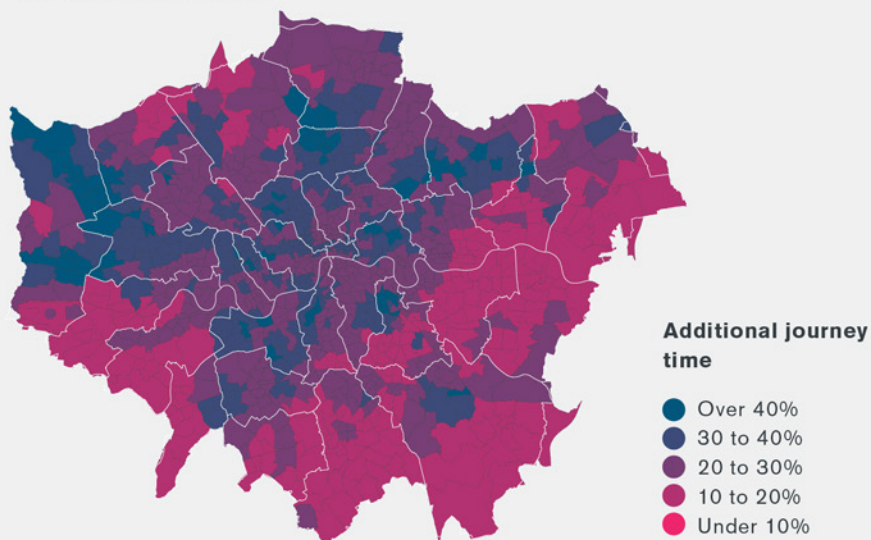 Additional journey
time
Over 40%
30 to 40%
20 to 30%
10 to 20%
Under 10%